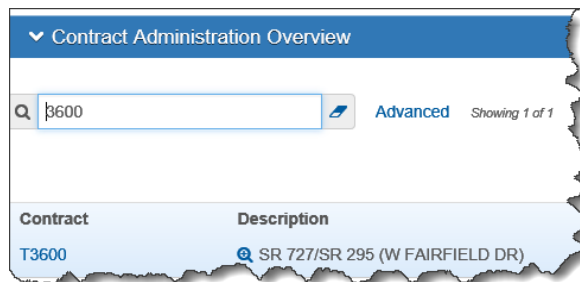 Contract Administration Overview
3600 Advanced Showing 1 of 1
Contract Description
T3600 SR 727/SR 295 (W FAIRFIELD DR)